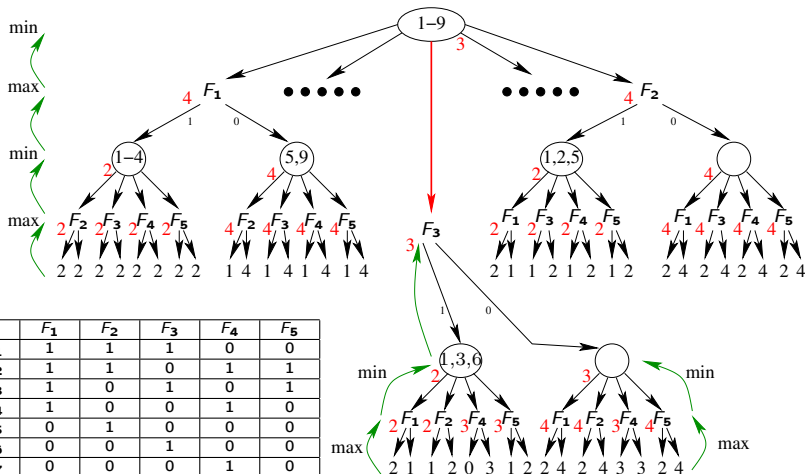 min
1–9
3
max
4 F1
4 F2
1 0
1 0
min
1–4
5,9
1,2,5
2
4
2
4
max
F2 F3 F4 F5
F2 F3 F4 F5
F1 F3 F4 F5
F1 F3 F4 F5
2 2 2 2
4 4 4 4
2 2 2 2
4 4 4 4
F3
3
2 2 2 2 2 2 2 2
1 4 1 4 1 4 1 4
2 1 1 2 1 2 1 2
2 4 2 4 2 4 2 4
1 0
F1 F2 F3 F4 F5
1 1 1 0 0
1 1 0 1 1
1 0 1 0 1
1 0 0 1 0
0 1 0 0 0
0 0 1 0 0
0 0 0 1 0
min
1,3,6
2
3
min
max
F1 F2 F4 F5
F1 F2 F4 F5
2 2 3 3
4 4 3 4
max
2 1 1 2 0 3 1 2
2 4 2 4 3 3 2 4